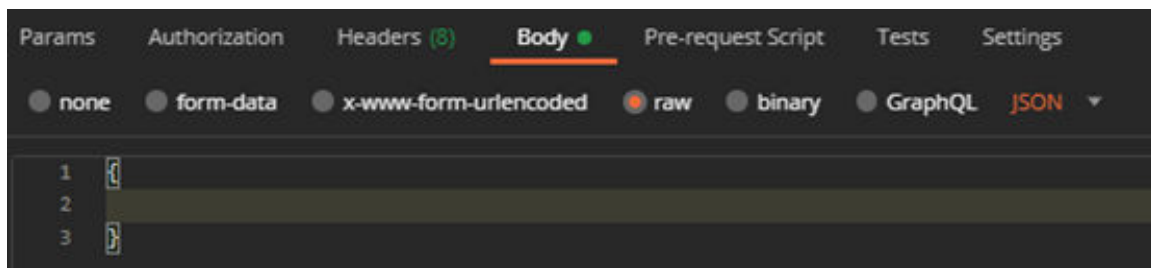 Params Authorization Headers (8) Body Pre-request Script Tests Settings
none form-data x-www-form-urlencoded raw binary GraphQL JSON
1 {
2
3 }